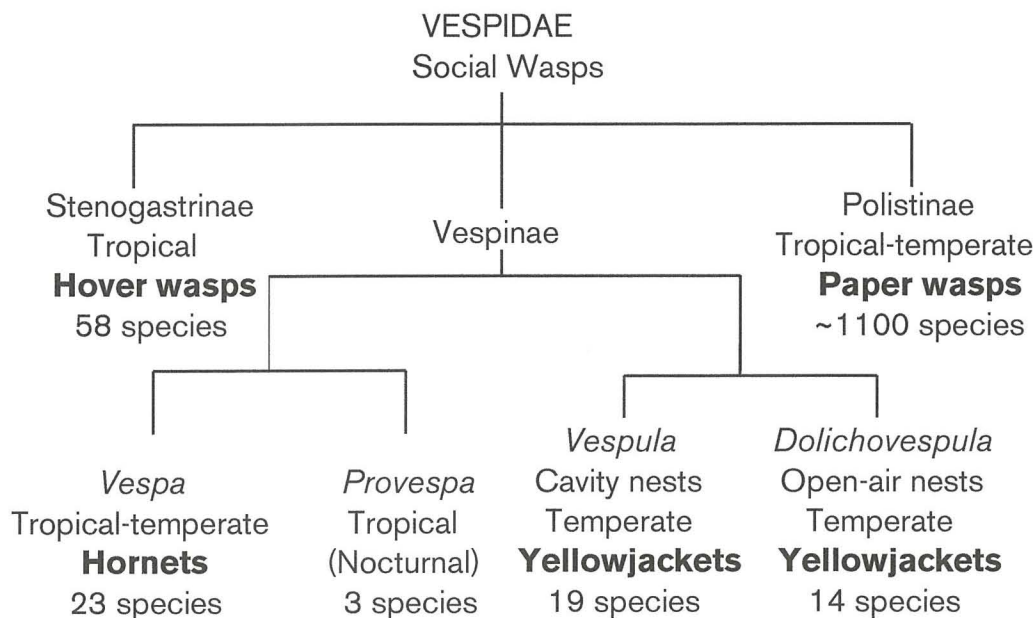 VESPIDAE
Social Wasps
Stenogastrinae
Tropical
Hover wasps
58 species
Vespinae
Polistinae
Tropical-temperate
Paper wasps
~1100 species
Vespa
Tropical-temperate
Hornets
23 species
Provespa
Tropical
(Nocturnal)
3 species
Vespula
Cavity nests
Temperate
Yellowjackets
19 species
Dolichovespula
Open-air nests
Temperate
Yellowjackets
14 species